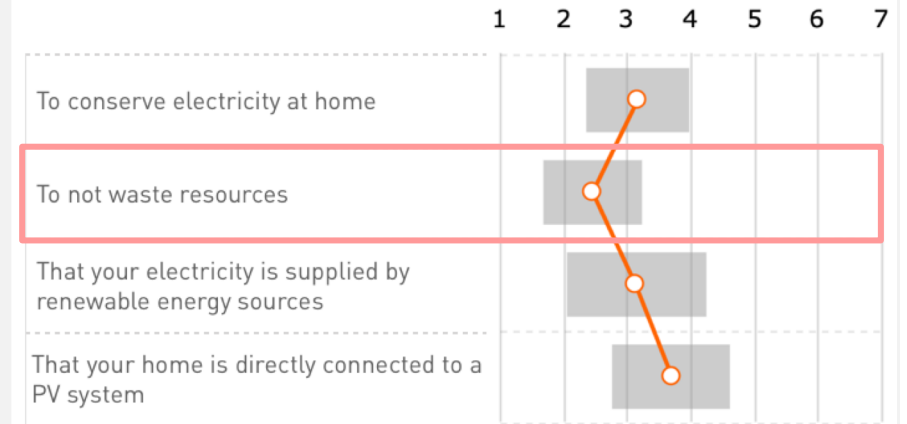 1 2 3 4 5 6 7
To conserve electricity at home
To not waste resources
That your electricity is supplied by
renewable energy sources
That your home is directly connected to a
PV system